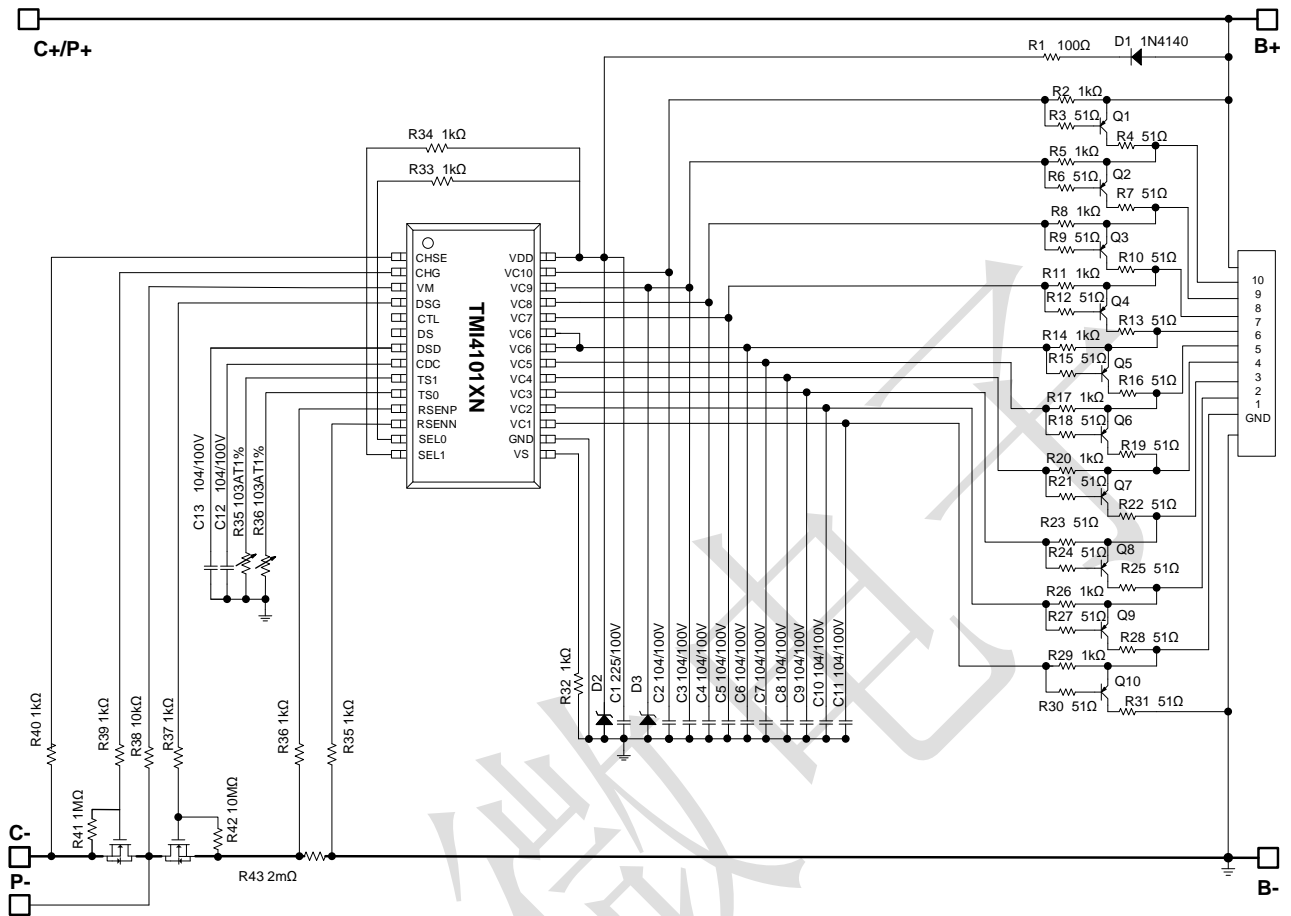 C+/P+
B+
R1 100Ω
D1 1N4140
R2 1kΩ
R3 51Ω
Q1
R4 51Ω
R5 1kΩ
R6 51Ω
Q2
R7 51Ω
R8 1kΩ
R9 51Ω
Q3
R10 51Ω
R11 1kΩ
R12 51Ω
Q4
R13 51Ω
R14 1kΩ
R15 51Ω
Q5
R16 51Ω
R17 1kΩ
R18 51Ω
Q6
R19 51Ω
R20 1kΩ
R21 51Ω
Q7
R22 51Ω
R23 51Ω
R24 51Ω
Q8
R25 51Ω
R26 1kΩ
R27 51Ω
Q9
R28 51Ω
R29 1kΩ
R30 51Ω
Q10
R31 51Ω
10
9
8
7
6
5
4
3
2
1
GND
R34 1kΩ
R33 1kΩ
TMI4101XN
CHSE
CHG
VM
DSG
CTL
DS
DSD
CDC
TS1
TS0
RSENP
RSENN
SEL0
SEL1
VDD
VC10
VC9
VC8
VC7
VC6
VC6
VC5
VC4
VC3
VC2
VC1
GND
VS
C13 104/100V
C12 104/100V
R35 103AT1%
R36 103AT1%
R32 1kΩ
D2
C1 225/100V
D3
C2 104/100V
C3 104/100V
C4 104/100V
C5 104/100V
C6 104/100V
C7 104/100V
C8 104/100V
C9 104/100V
C10 104/100V
C11 104/100V
R40 1kΩ
R39 1kΩ
R38 10kΩ
R37 1kΩ
R36 1kΩ
R35 1kΩ
R41 1MΩ
R42 10MΩ
C-
R43 2mΩ
P-
B-
微电子